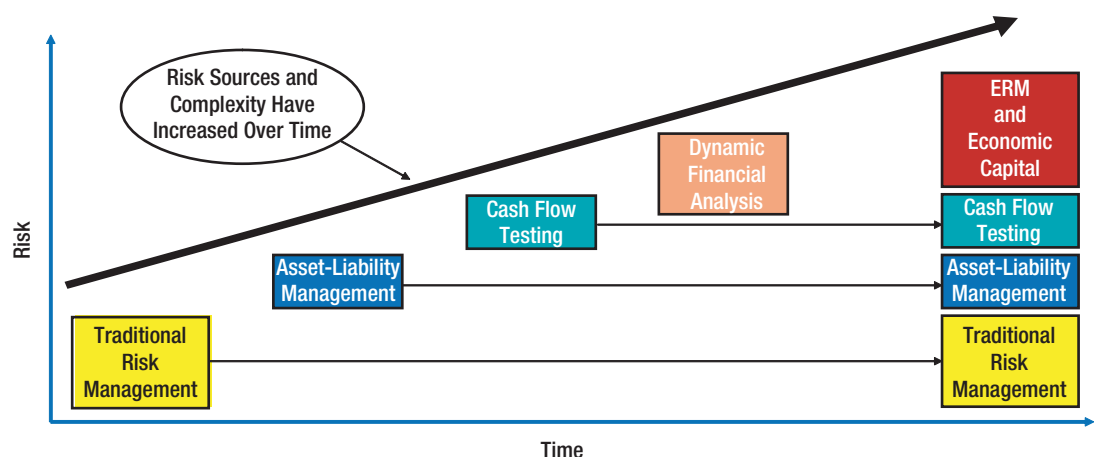 Risk Sources and
Complexity Have
Increased Over Time
ERM
and
Economic
Capital
Dynamic
Financial
Analysis
Cash Flow
Testing
Cash Flow
Testing
Asset-Liability
Management
Asset-Liability
Management
Traditional
Risk
Management
Traditional
Risk
Management
Risk
Time